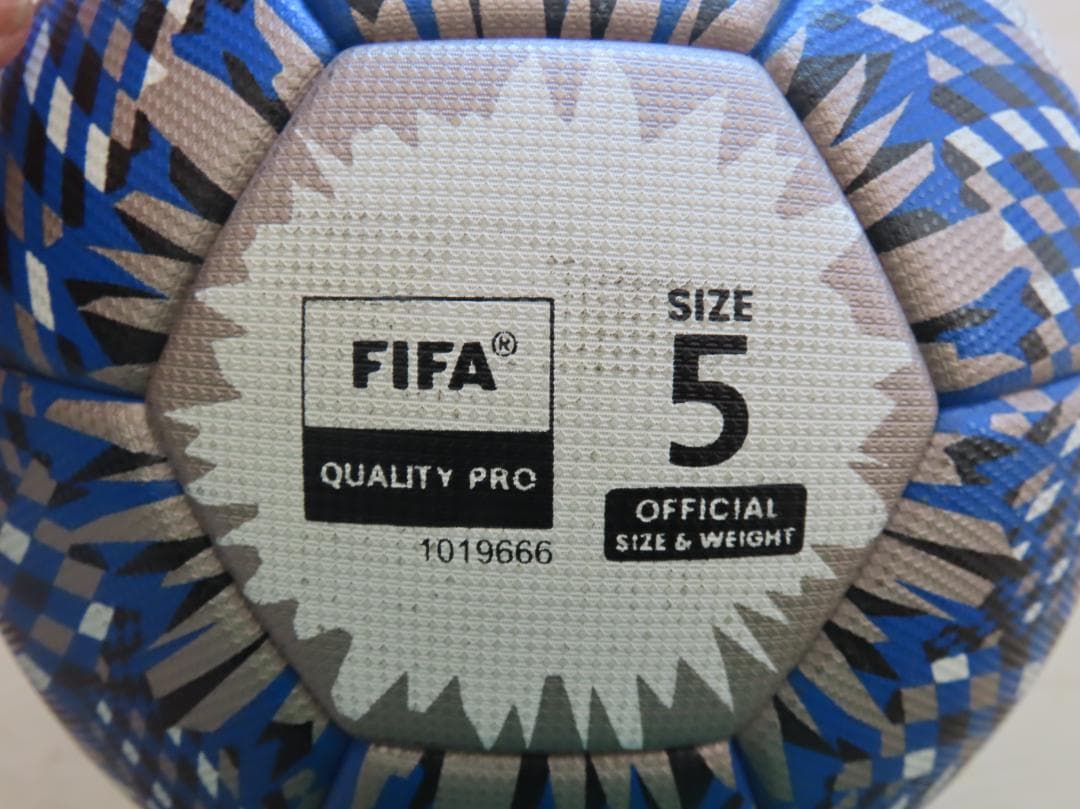 FIFA®
QUALITY PRO
1019666
SIZE
5
OFFICIAL
SIZE & WEIGHT